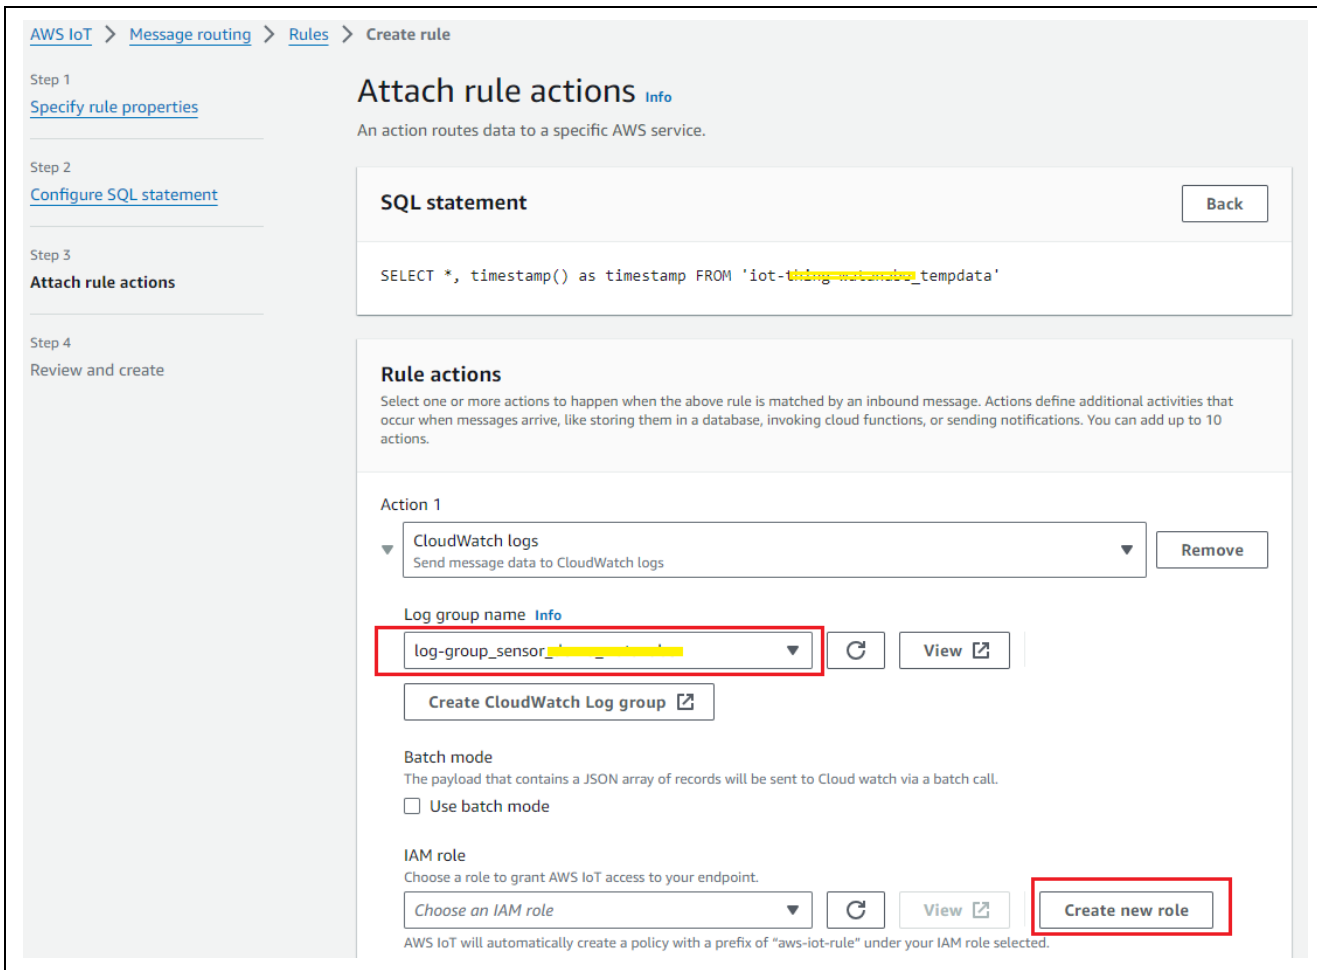 AWS IoT > Message routing > Rules > Create rule
Step 1
Specify rule properties
Step 2
Configure SQL statement
Step 3
Attach rule actions
Step 4
Review and create
Attach rule actions Info
An action routes data to a specific AWS service.
SQL statement
Back
SELECT *, timestamp() as timestamp FROM 'iot-_tempdata'
Rule actions
Select one or more actions to happen when the above rule is matched by an inbound message. Actions define additional activities that
occur when messages arrive, like storing them in a database, invoking cloud functions, or sending notifications. You can add up to 10
actions.
Action 1
CloudWatch logs
Send message data to CloudWatch logs
Remove
Log group name Info
log-group_sensor_
View
Create CloudWatch Log group
Batch mode
The payload that contains a JSON array of records will be sent to Cloud watch via a batch call.
Use batch mode
IAM role
Choose a role to grant AWS IoT access to your endpoint.
Choose an IAM role
View
Create new role
AWS IoT will automatically create a policy with a prefix of "aws-iot-rule" under your IAM role selected.